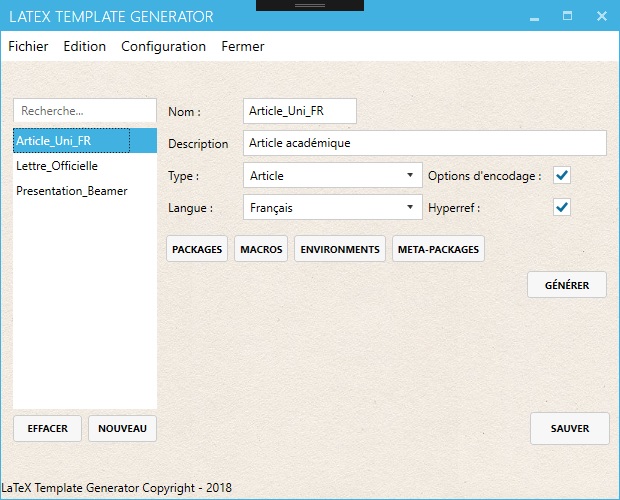 LATEX TEMPLATE GENERATOR
Fichier Edition Configuration Fermer
Recherche...
Article_Uni_FR
Lettre_Officielle
Presentation_Beamer
EFFACER NOUVEAU
Nom : Article_Uni_FR
Description Article académique
Type : Article Options d'encodage :
Langue : Français Hyperref :
PACKAGES MACROS ENVIRONMENTS META-PACKAGES
GÉNÉRER
SAUVER
LaTeX Template Generator Copyright - 2018